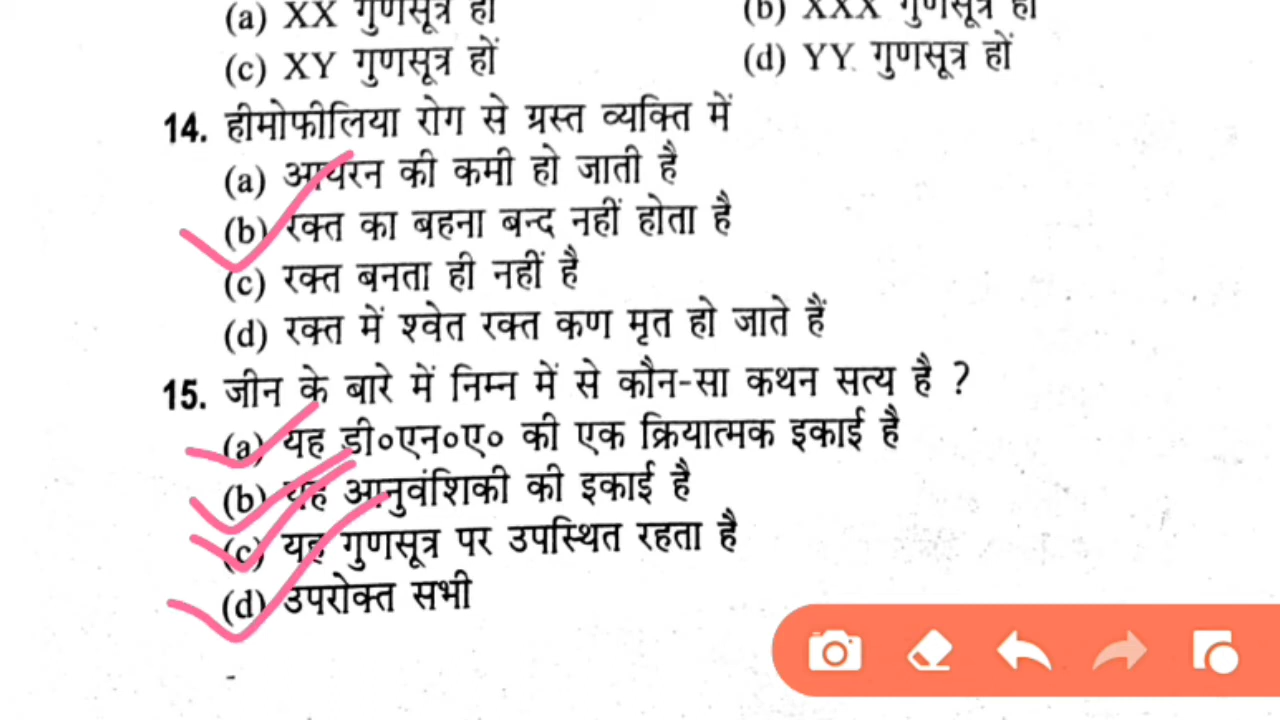 (a) XX गुणसूत्र हों (b) XXX गुणसूत्र हों
(c) XY गुणसूत्र हों (d) YY गुणसूत्र हों
14. हीमोफीलिया रोग से ग्रस्त व्यक्ति में
(a) आयरन की कमी हो जाती है
(b) रक्त का बहना बन्द नहीं होता है
(c) रक्त बनता ही नहीं है
(d) रक्त में श्वेत रक्त कण मृत हो जाते हैं
15. जीन के बारे में निम्न में से कौन-सा कथन सत्य है ?
(a) यह डी०एन०ए० की एक क्रियात्मक इकाई है
(b) यह आनुवंशिकी की इकाई है
(c) यह गुणसूत्र पर उपस्थित रहता है
(d) उपरोक्त सभी